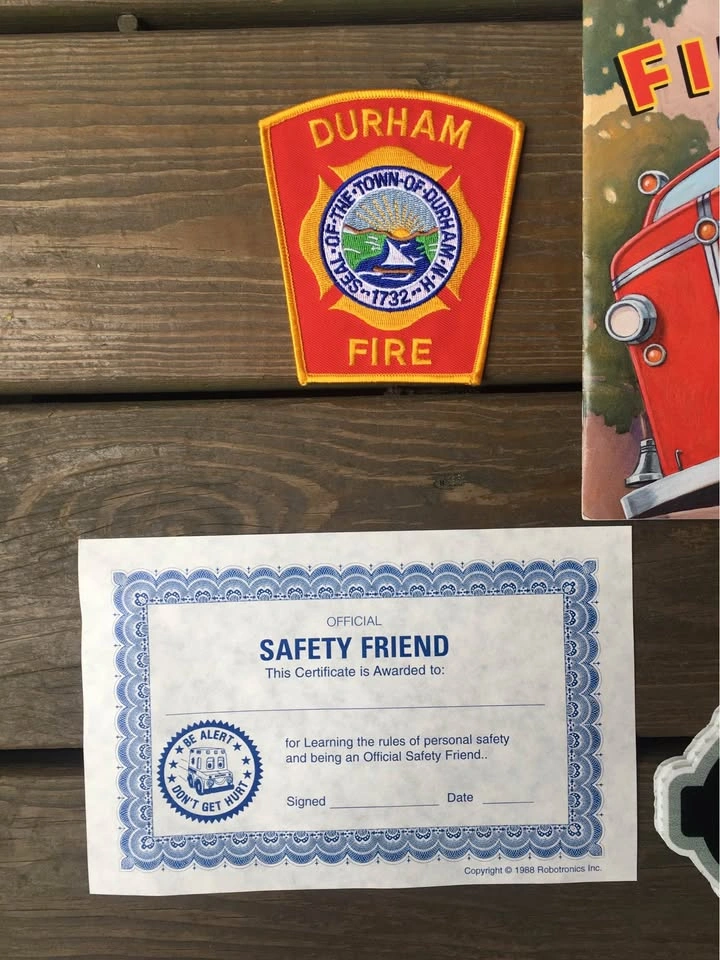 DURHAM
SEAL·OF·THE·TOWN·OF·DURHAM·N·H·
·1732·
FIRE
FI
OFFICIAL
SAFETY FRIEND
This Certificate is Awarded to:
BE ALERT
DON'T GET HURT
for Learning the rules of personal safety
and being an Official Safety Friend..
Signed
Date
Copyright © 1988 Robotronics Inc.